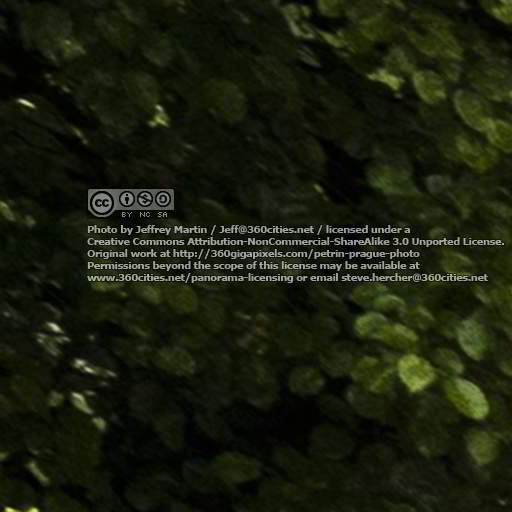 cc
BY NC SA
Photo by Jeffrey Martin / Jeff@360cities.net / licensed under a
Creative Commons Attribution-NonCommercial-ShareAlike 3.0 Unported License.
Original work at http://360gigapixels.com/petrin-prague-photo
Permissions beyond the scope of this license may be available at
www.360cities.net/panorama-licensing or email steve.hercher@360cities.net